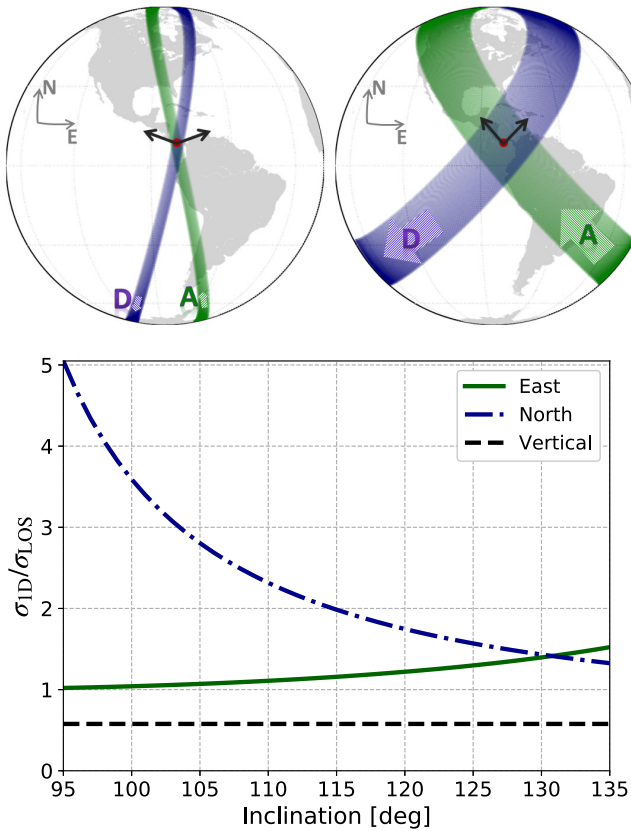 N
E
D
A
N
E
D
A
5
4
3
2
1
0
σ1D/σLOS
East
North
Vertical
95 100 105 110 115 120 125 130 135
Inclination [deg]